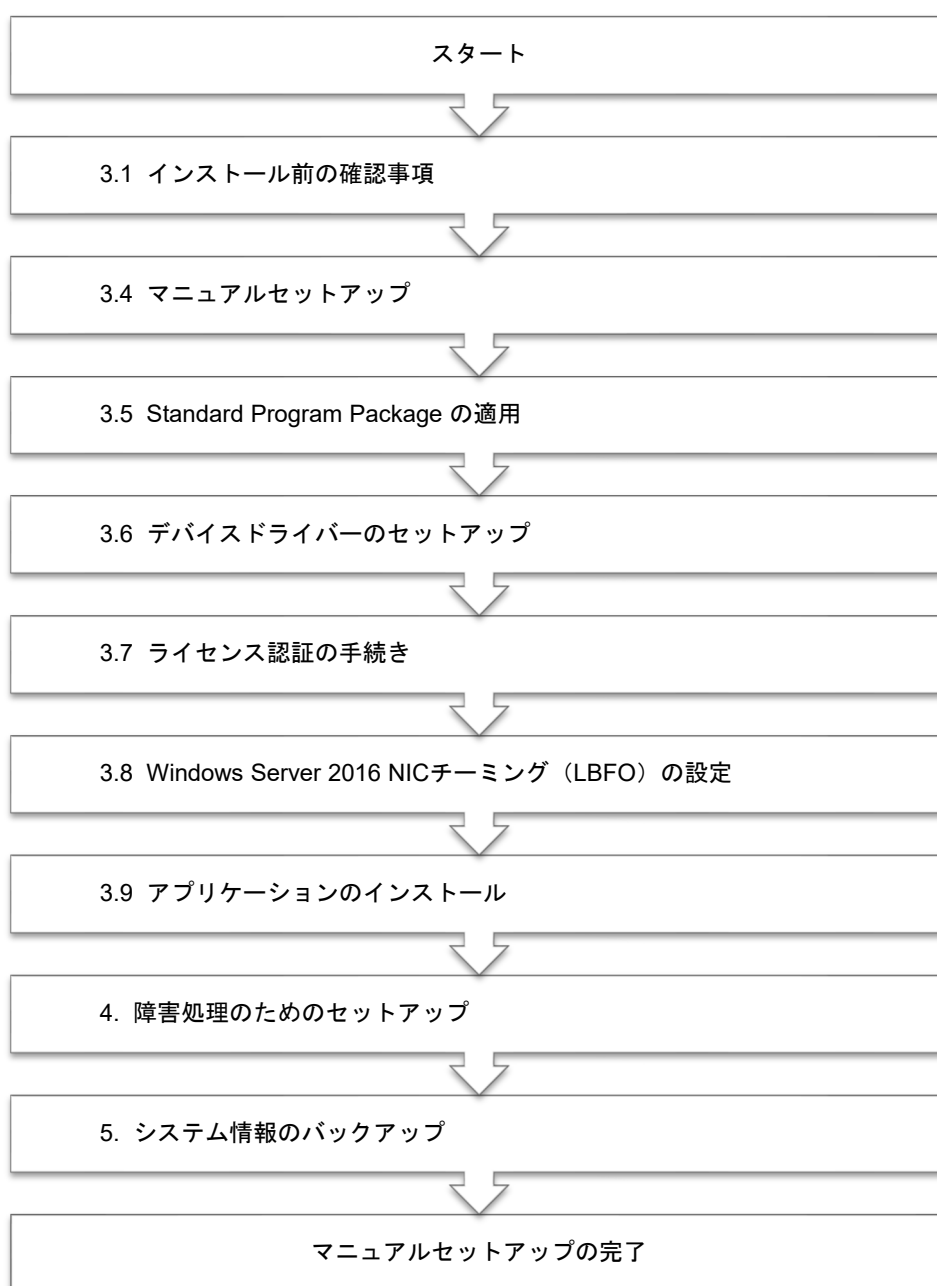 スタート
3.1 インストール前の確認事項
3.4 マニュアルセットアップ
3.5 Standard Program Package の適用
3.6 デバイスドライバーのセットアップ
3.7 ライセンス認証の手続き
3.8 Windows Server 2016 NICチーミング（LBFO）の設定
3.9 アプリケーションのインストール
4. 障害処理のためのセットアップ
5. システム情報のバックアップ
マニュアルセットアップの完了